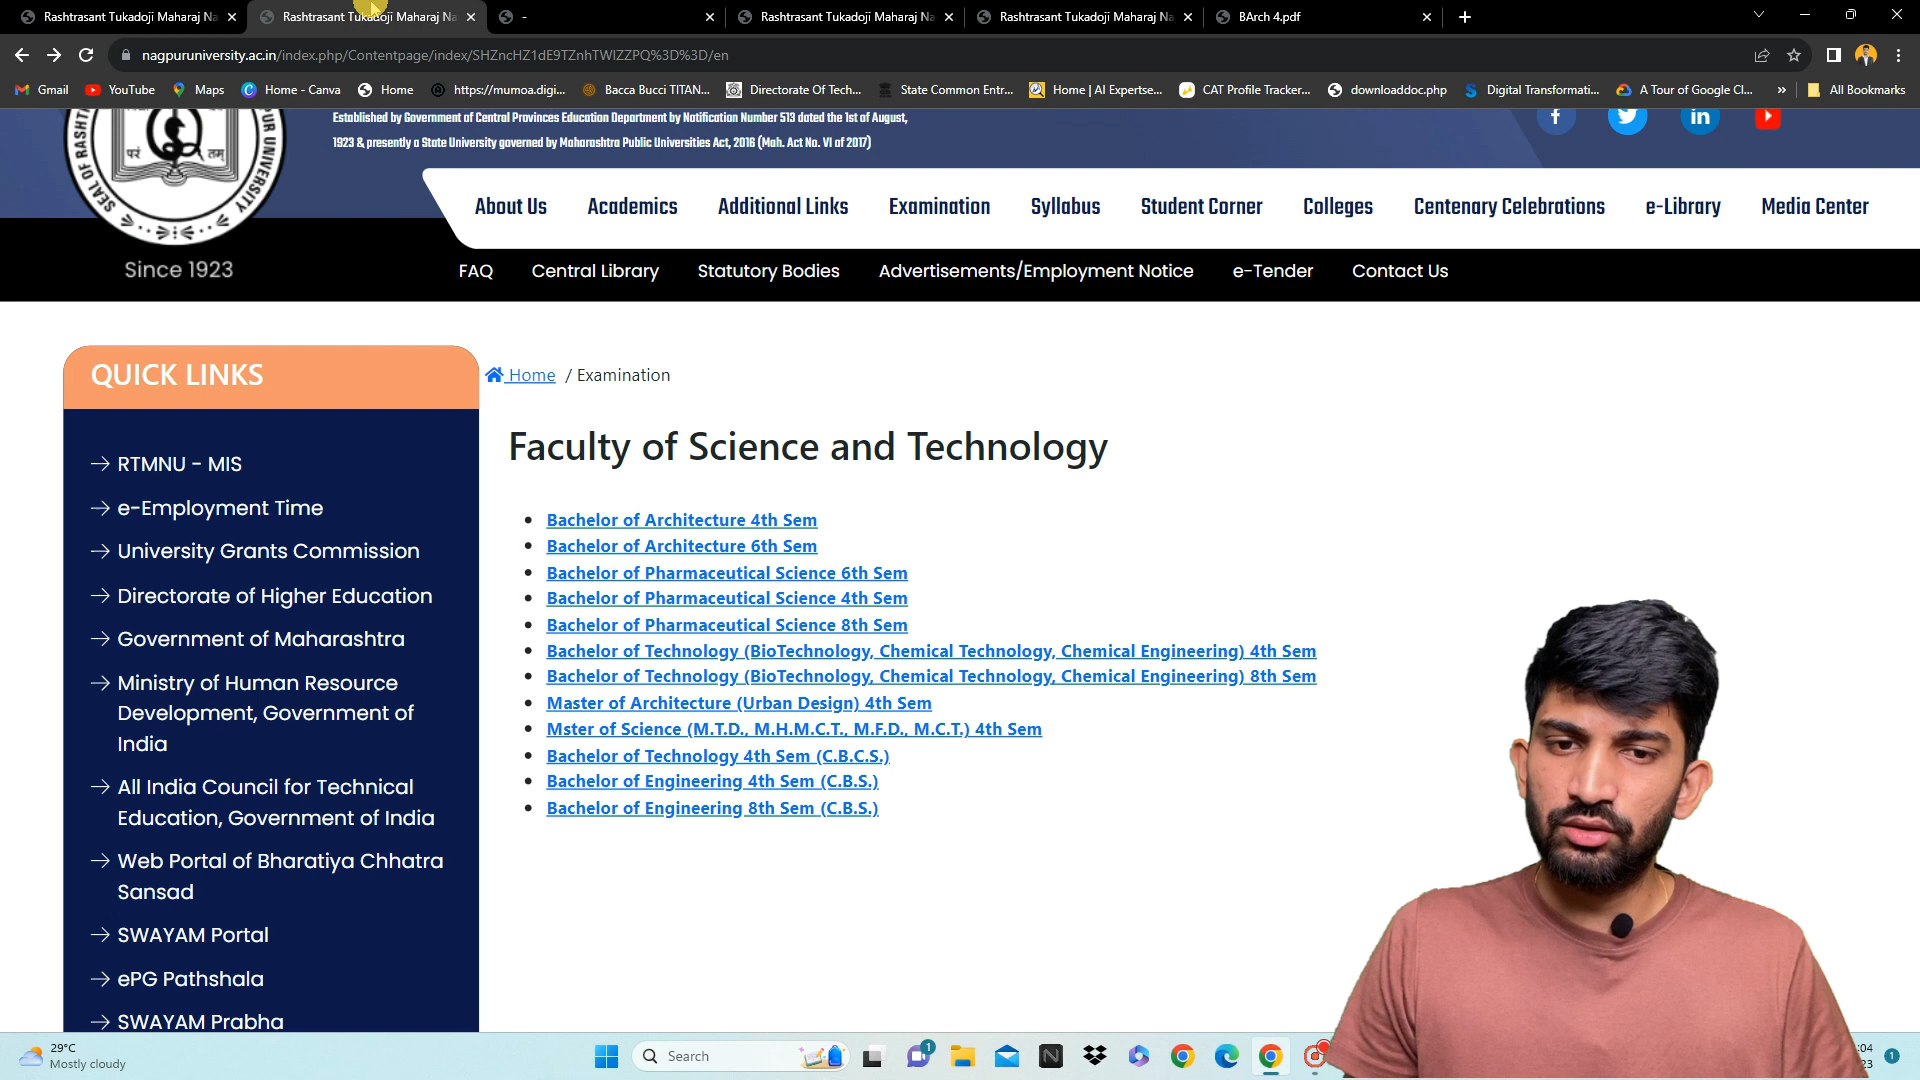 Rashtrasant Tukadoji Maharaj Na
Rashtrasant Tukadoji Maharaj Na
-
Rashtrasant Tukadoji Maharaj Na
Rashtrasant Tukadoji Maharaj Na
BArch 4.pdf
nagpuruniversity.ac.in/index.php/Contentpage/index/SHZncHZ1dE9TZnhTWlZZPQ%3D%3D/en
Gmail
YouTube
Maps
Home - Canva
Home
https://mumoa.digi...
Bacca Bucci TITAN...
Directorate Of Tech...
State Common Entr...
Home | AI Expertse...
CAT Profile Tracker...
downloaddoc.php
Digital Transformati...
A Tour of Google Cl...
All Bookmarks
Established by Government of Central Provinces Education Department by Notification Number 513 dated the 1st of August,
1923 & presently a State University governed by Maharashtra Public Universities Act, 2016 (Mah. Act No. VI of 2017)
Since 1923
About Us
Academics
Additional Links
Examination
Syllabus
Student Corner
Colleges
Centenary Celebrations
e-Library
Media Center
FAQ
Central Library
Statutory Bodies
Advertisements/Employment Notice
e-Tender
Contact Us
QUICK LINKS
RTMNU - MIS
e-Employment Time
University Grants Commission
Directorate of Higher Education
Government of Maharashtra
Ministry of Human Resource
Development, Government of
India
All India Council for Technical
Education, Government of India
Web Portal of Bharatiya Chhatra
Sansad
SWAYAM Portal
ePG Pathshala
SWAYAM Prabha
Home / Examination
Faculty of Science and Technology
Bachelor of Architecture 4th Sem
Bachelor of Architecture 6th Sem
Bachelor of Pharmaceutical Science 6th Sem
Bachelor of Pharmaceutical Science 4th Sem
Bachelor of Pharmaceutical Science 8th Sem
Bachelor of Technology (BioTechnology, Chemical Technology, Chemical Engineering) 4th Sem
Bachelor of Technology (BioTechnology, Chemical Technology, Chemical Engineering) 8th Sem
Master of Architecture (Urban Design) 4th Sem
Mster of Science (M.T.D., M.H.M.C.T., M.F.D., M.C.T.) 4th Sem
Bachelor of Technology 4th Sem (C.B.C.S.)
Bachelor of Engineering 4th Sem (C.B.S.)
Bachelor of Engineering 8th Sem (C.B.S.)
29°C
Mostly cloudy
Search
1
:04
23
1